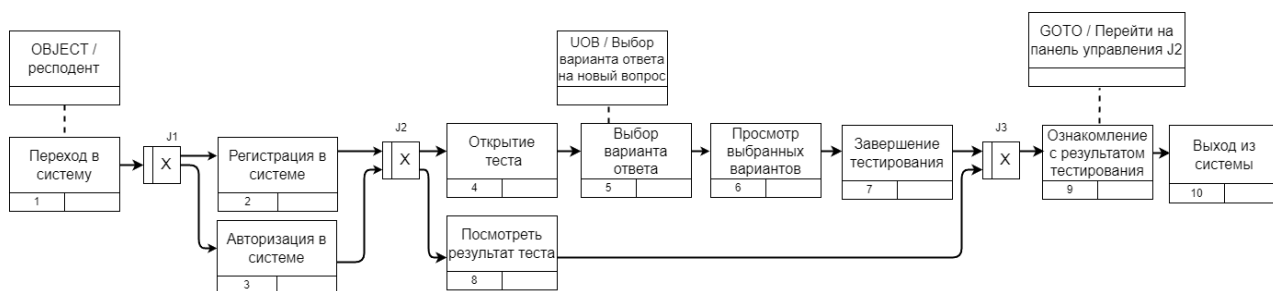 OBJECT /
респодент
Переход в
систему
1
J1
X
Регистрация в
системе
2
Авторизация в
системе
3
J2
X
Открытие
теста
4
UOB / Выбор
варианта ответа
на новый вопрос
Выбор
варианта
ответа
5
Просмотр
выбранных
вариантов
6
Завершение
тестирования
7
Посмотреть
результат теста
8
J3
X
GOTO / Перейти на
панель управления J2
Ознакомление
с результатом
тестирования
9
Выход из
системы
10